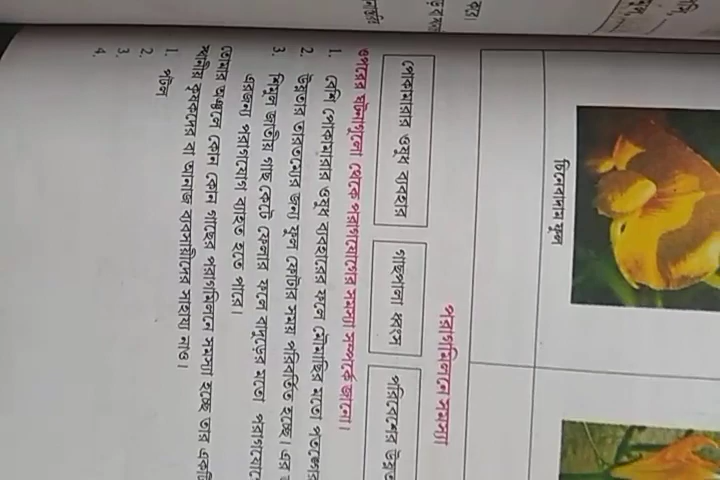 চিনেবাদাম ফুল
পরাগমিলনে সমস্যা
পোকামারার ওষুধ ব্যবহার
গাছপালা ধ্বংস
পরিবেশের উষ্ণত
ওপরের ঘটনাগুলো থেকে পরাগযোগের সমস্যা সম্পর্কে জানো।
1. বেশি পোকামারার ওষুধ ব্যবহারের ফলে মৌমাছির মতো পতঙ্গের
2. উষ্ণতার তারতম্যের জন্য ফুল ফোটার সময় পরিবর্তিত হচ্ছে। এর
3. শিমুল জাতীয় গাছ কেটে ফেলার ফলে বাদুড়ের মতো পরাগযোগে
এরজন্য পরাগযোগ ব্যাহত হতে পারে।
তোমার অঞ্চলে কোন কোন গাছের পরাগমিলনে সমস্যা হচ্ছে তার একটি
স্থানীয় কৃষকদের বা আনাজ ব্যবসায়ীদের সাহায্য নাও।
1. পটল
2.
3.
4.